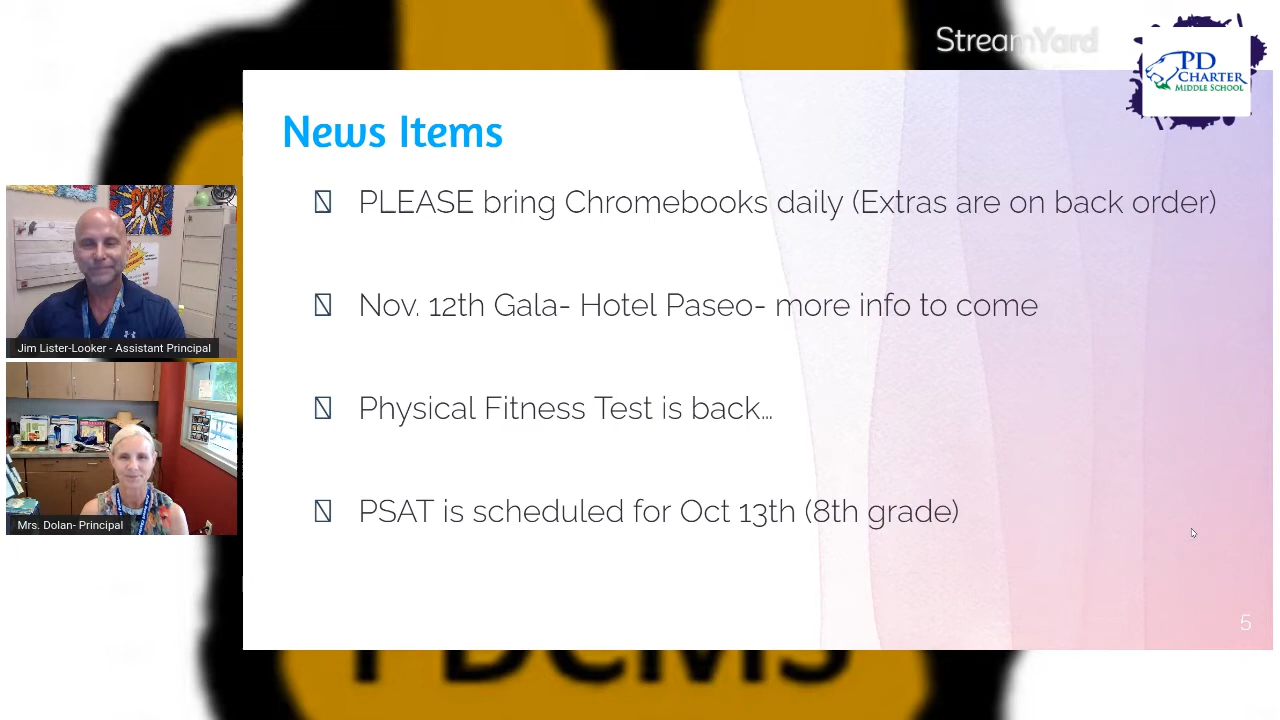 StreamYard
PD
CHARTER
MIDDLE SCHOOL
News Items
PLEASE bring Chromebooks daily (Extras are on back order)
Nov. 12th Gala- Hotel Paseo- more info to come
Physical Fitness Test is back…
PSAT is scheduled for Oct 13th (8th grade)
5
POP!
Jim Lister-Looker - Assistant Principal
Mrs. Dolan- Principal
PDCMS